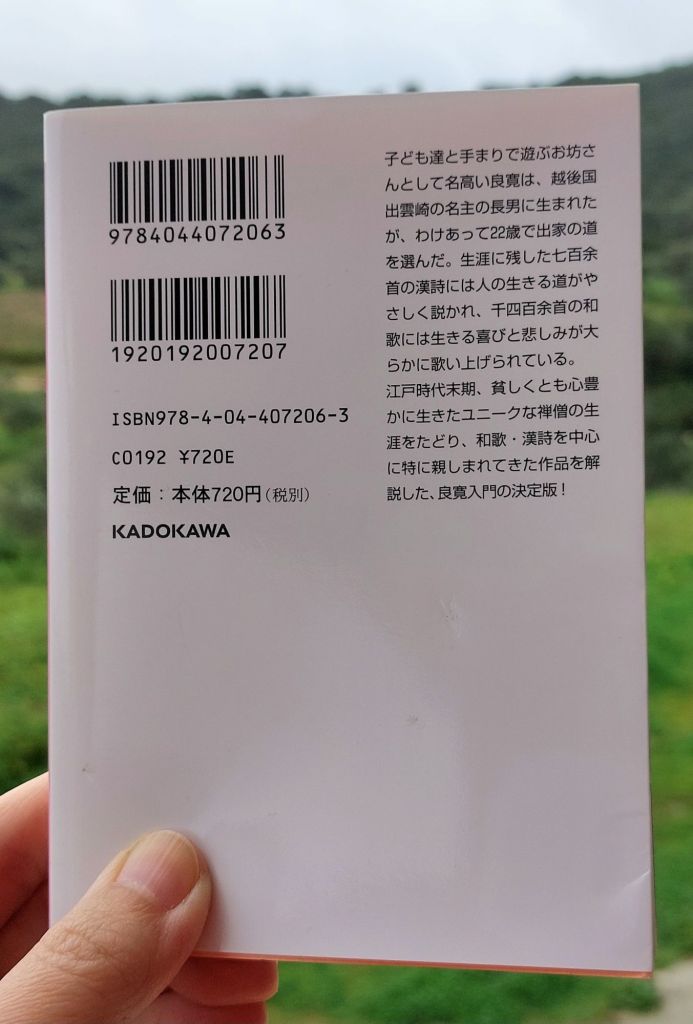 9784044072063
1920192007207
ISBN978-4-04-407206-3
C0192 ¥720E
定価：本体720円（税別）
KADOKAWA
子ども達と手まりで遊ぶお坊さ
んとして名高い良寛は、越後国
出雲崎の名主の長男に生まれた
が、わけあって22歳で出家の道
を選んだ。生涯に残した七百余
首の漢詩には人の生きる道がや
さしく説かれ、千四百余首の和
歌には生きる喜びと悲しみが大
らかに歌い上げられている。
江戸時代末期、貧しくとも心豊
かに生きたユニークな禅僧の生
涯をたどり、和歌・漢詩を中心
に特に親しまれてきた作品を解
説した、良寛入門の決定版！